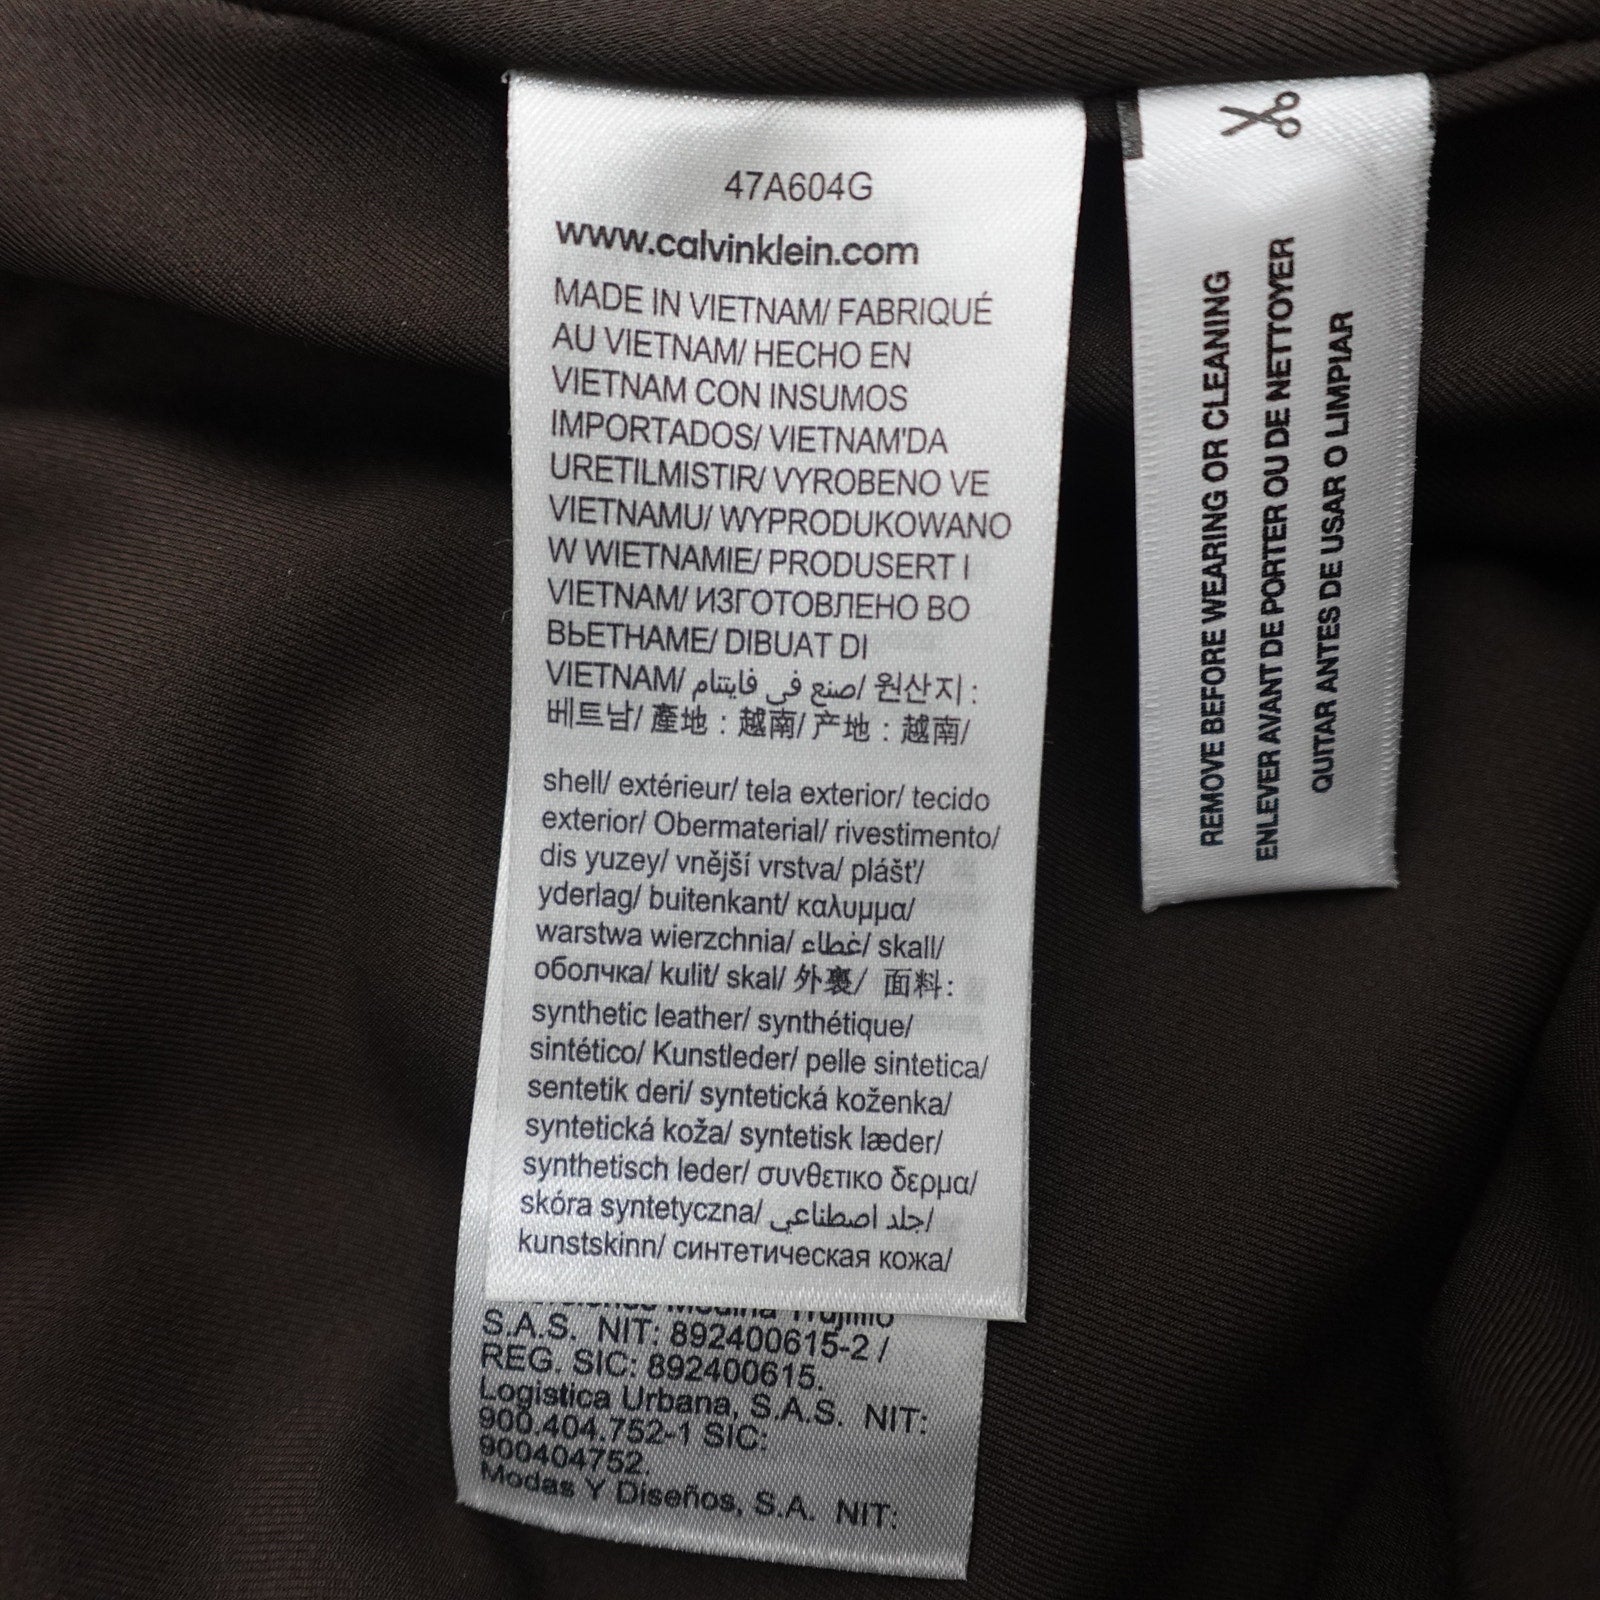 47A604G
www.calvinklein.com
MADE IN VIETNAM/ FABRIQUÉ
AU VIETNAM/ HECHO EN
VIETNAM CON INSUMOS
IMPORTADOS/ VIETNAM'DA
URETILMISTIR/ VYROBENO VE
VIETNAMU/ WYPRODUKOWANO
W WIETNAMIE/ PRODUSERT I
VIETNAM/ ИЗГОТОВЛЕНО ВО
ВЬЕТНАМЕ/ DIBUAT DI
VIETNAM/ صنع في فايتنام/ 원산지 :
베트남/ 產地 : 越南/ 产地 : 越南/
shell/ extérieur/ tela exterior/ tecido
exterior/ Obermaterial/ rivestimento/
dis yuzey/ vnější vrstva/ plášť/
yderlag/ buitenkant/ καλυμμα/
warstwa wierzchnia/ غطاء/ skall/
оболчка/ kulit/ skal/ 外裏/ 面料:
synthetic leather/ synthétique/
sintético/ Kunstleder/ pelle sintetica/
sentetik deri/ syntetická koženka/
syntetická koža/ syntetisk læder/
synthetisch leder/ συνθετικο δερμα/
skóra syntetyczna/ جلد اصطناعي/
kunstskinn/ синтетическая кожа/
Modina Trujillo
S.A.S. NIT: 892400615-2 /
REG. SIC: 892400615.
Logistica Urbana, S.A.S. NIT:
900.404.752-1 SIC:
900404752.
Modas Y Diseños, S.A. NIT:
REMOVE BEFORE WEARING OR CLEANING
ENLEVER AVANT DE PORTER OU DE NETTOYER
QUITAR ANTES DE USAR O LIMPIAR